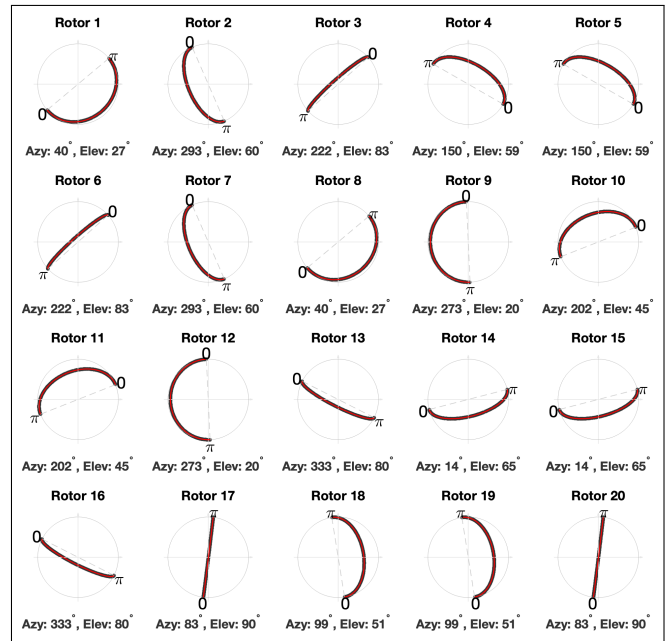 Rotor 1 Rotor 2 Rotor 3 Rotor 4 Rotor 5
π 0 0 π π
0 π π 0 0
Azy: 40°, Elev: 27° Azy: 293°, Elev: 60° Azy: 222°, Elev: 83° Azy: 150°, Elev: 59° Azy: 150°, Elev: 59°
Rotor 6 Rotor 7 Rotor 8 Rotor 9 Rotor 10
0 0 π 0 0
π π 0 π π
Azy: 222°, Elev: 83° Azy: 293°, Elev: 60° Azy: 40°, Elev: 27° Azy: 273°, Elev: 20° Azy: 202°, Elev: 45°
Rotor 11 Rotor 12 Rotor 13 Rotor 14 Rotor 15
0 0 0 π π
π π π 0 0
Azy: 202°, Elev: 45° Azy: 273°, Elev: 20° Azy: 333°, Elev: 80° Azy: 14°, Elev: 65° Azy: 14°, Elev: 65°
Rotor 16 Rotor 17 Rotor 18 Rotor 19 Rotor 20
0 π π π π
π 0 0 0 0
Azy: 333°, Elev: 80° Azy: 83°, Elev: 90° Azy: 99°, Elev: 51° Azy: 99°, Elev: 51° Azy: 83°, Elev: 90°